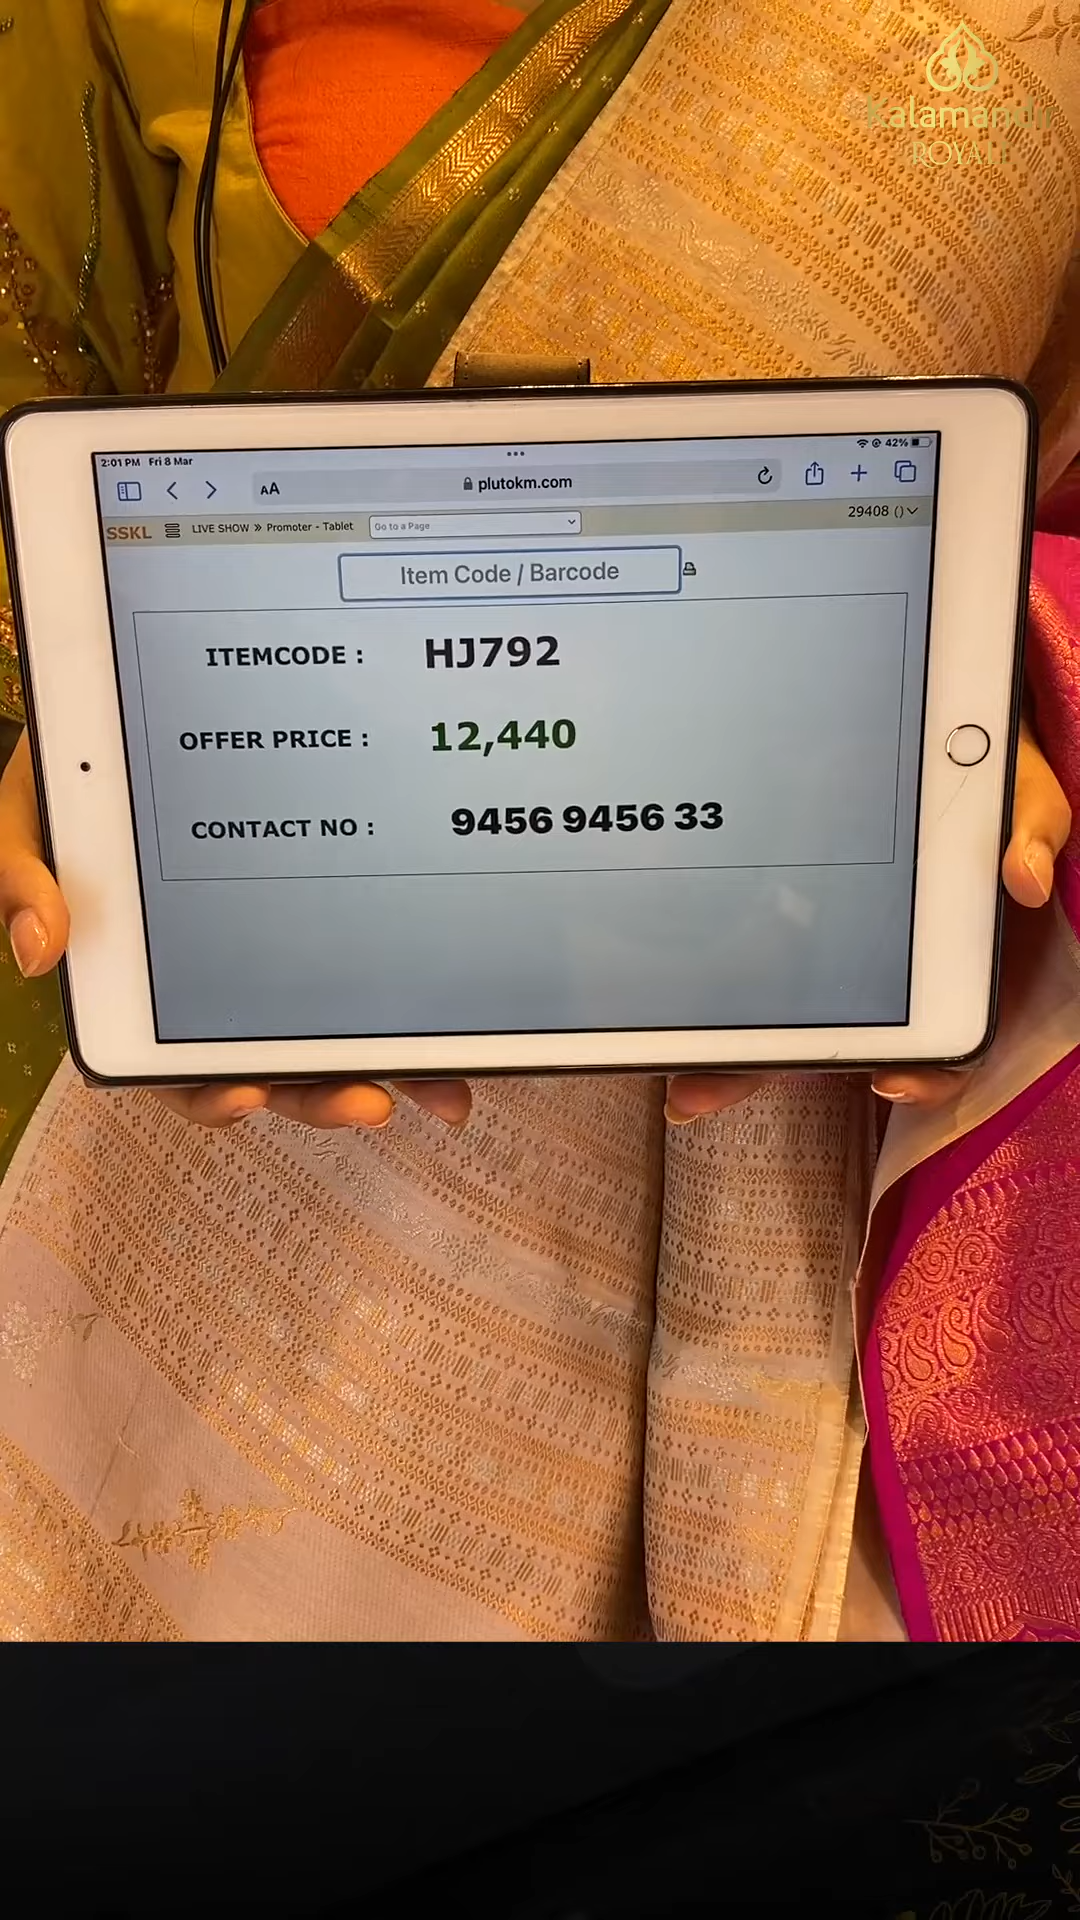 Kalamandir
ROYALE
2:01 PM Fri 8 Mar
42%
AA
plutokm.com
SSKL
LIVE SHOW » Promoter - Tablet
Go to a Page
29408 ()
Item Code / Barcode
ITEMCODE : HJ792
OFFER PRICE : 12,440
CONTACT NO : 9456 9456 33